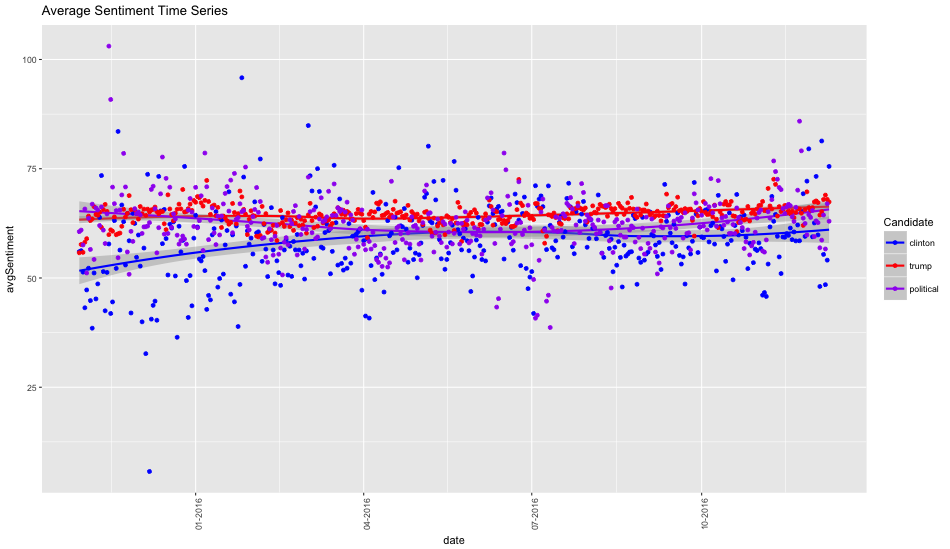 Average Sentiment Time Series
100
75
50
25
avgSentiment
01-2016
04-2016
07-2016
10-2016
date
Candidate
clinton
trump
political